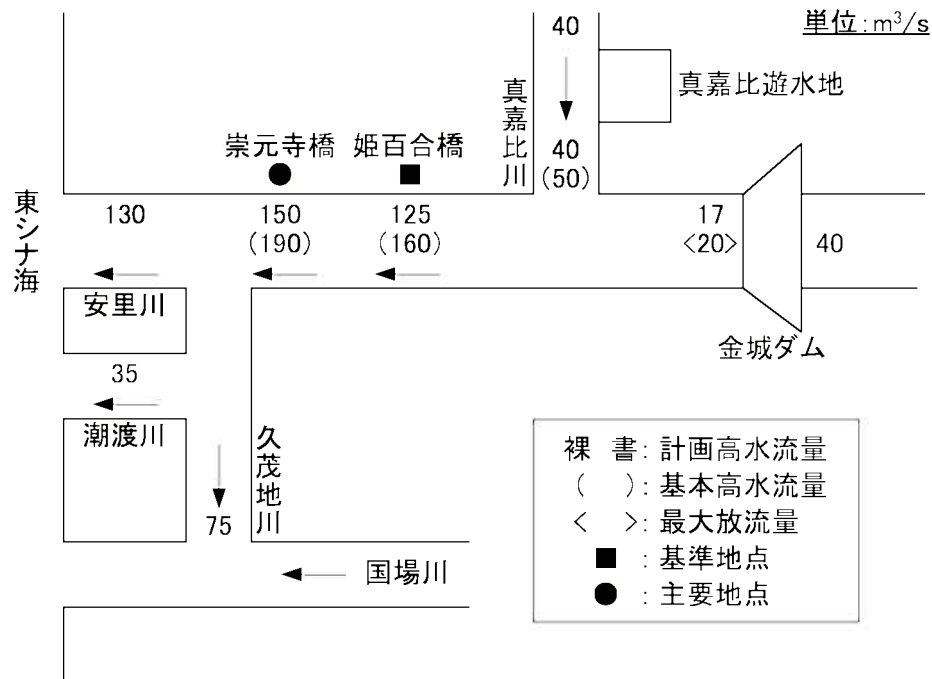 単位:m³/s
40
真嘉比遊水地
真嘉比川
40
(50)
崇元寺橋
姫百合橋
東シナ海
130
150
(190)
125
(160)
17
<20>
40
安里川
金城ダム
35
潮渡川
久茂地川
75
国場川
裸 書: 計画高水流量
( ): 基本高水流量
< >: 最大放流量
■ : 基準地点
● : 主要地点